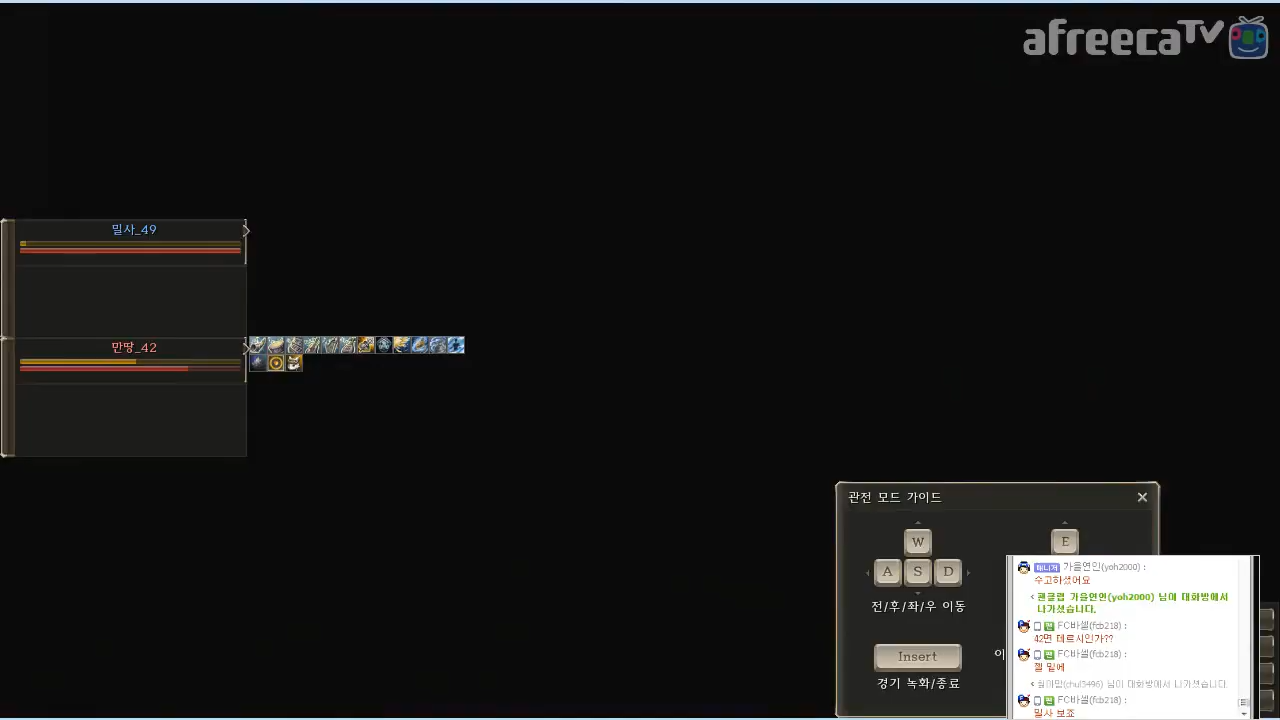 afreecaTV
밀사_49
만땅_42
관전 모드 가이드
W
E
A
S
D
전/후/좌/우 이동
Insert
이
경기 녹화/종료
매니저 가을연인(yoh2000) :
수고하셨어요
팬클럽 가을연인(yoh2000) 님이 대화방에서
나가셨습니다.
팬 FC바셀(fcb218) :
42면 데르시인가??
팬 FC바셀(fcb218) :
젤 밑에
님이 대화방에서 나가셨습니다.
팬 FC바셀(fcb218) :
밀사 보죠